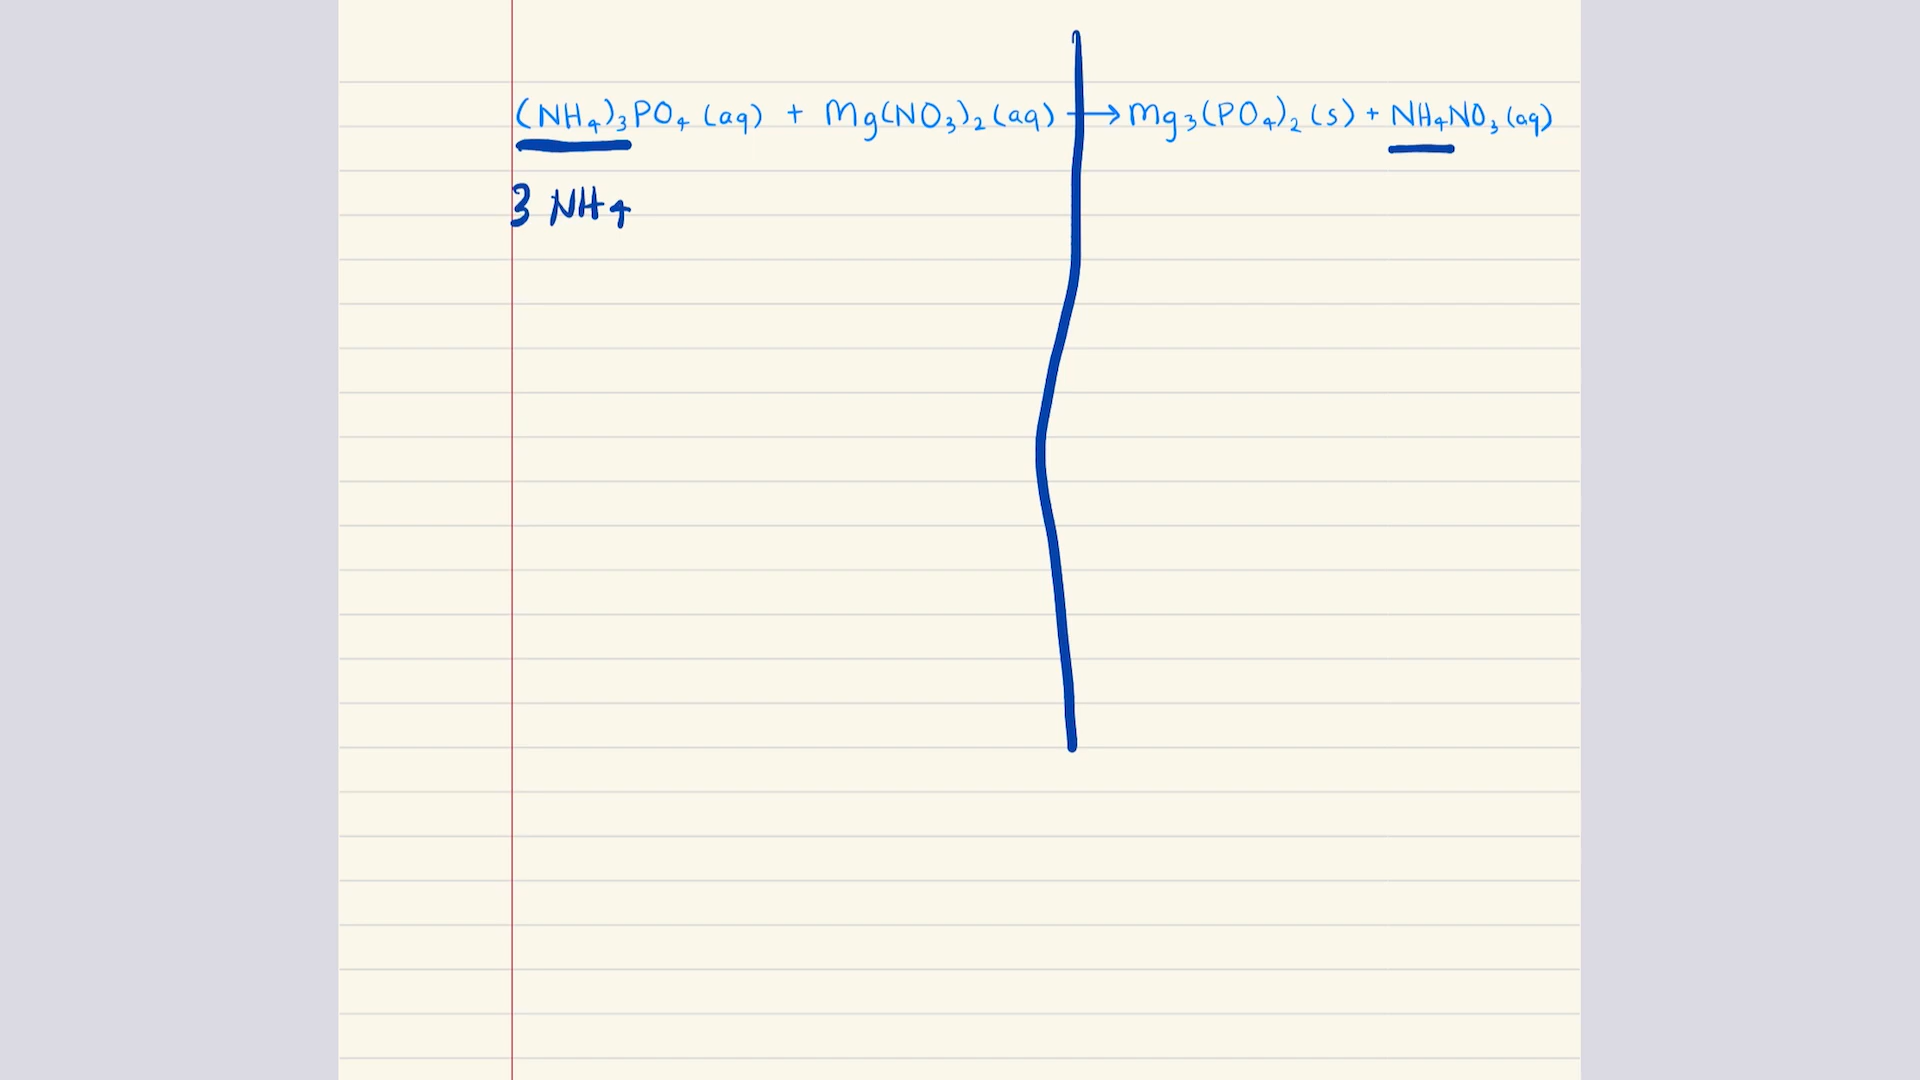 (NH₄)₃PO₄ (aq) + Mg(NO₃)₂ (aq) → Mg₃(PO₄)₂ (s) + NH₄NO₃ (aq)
3 NH₄